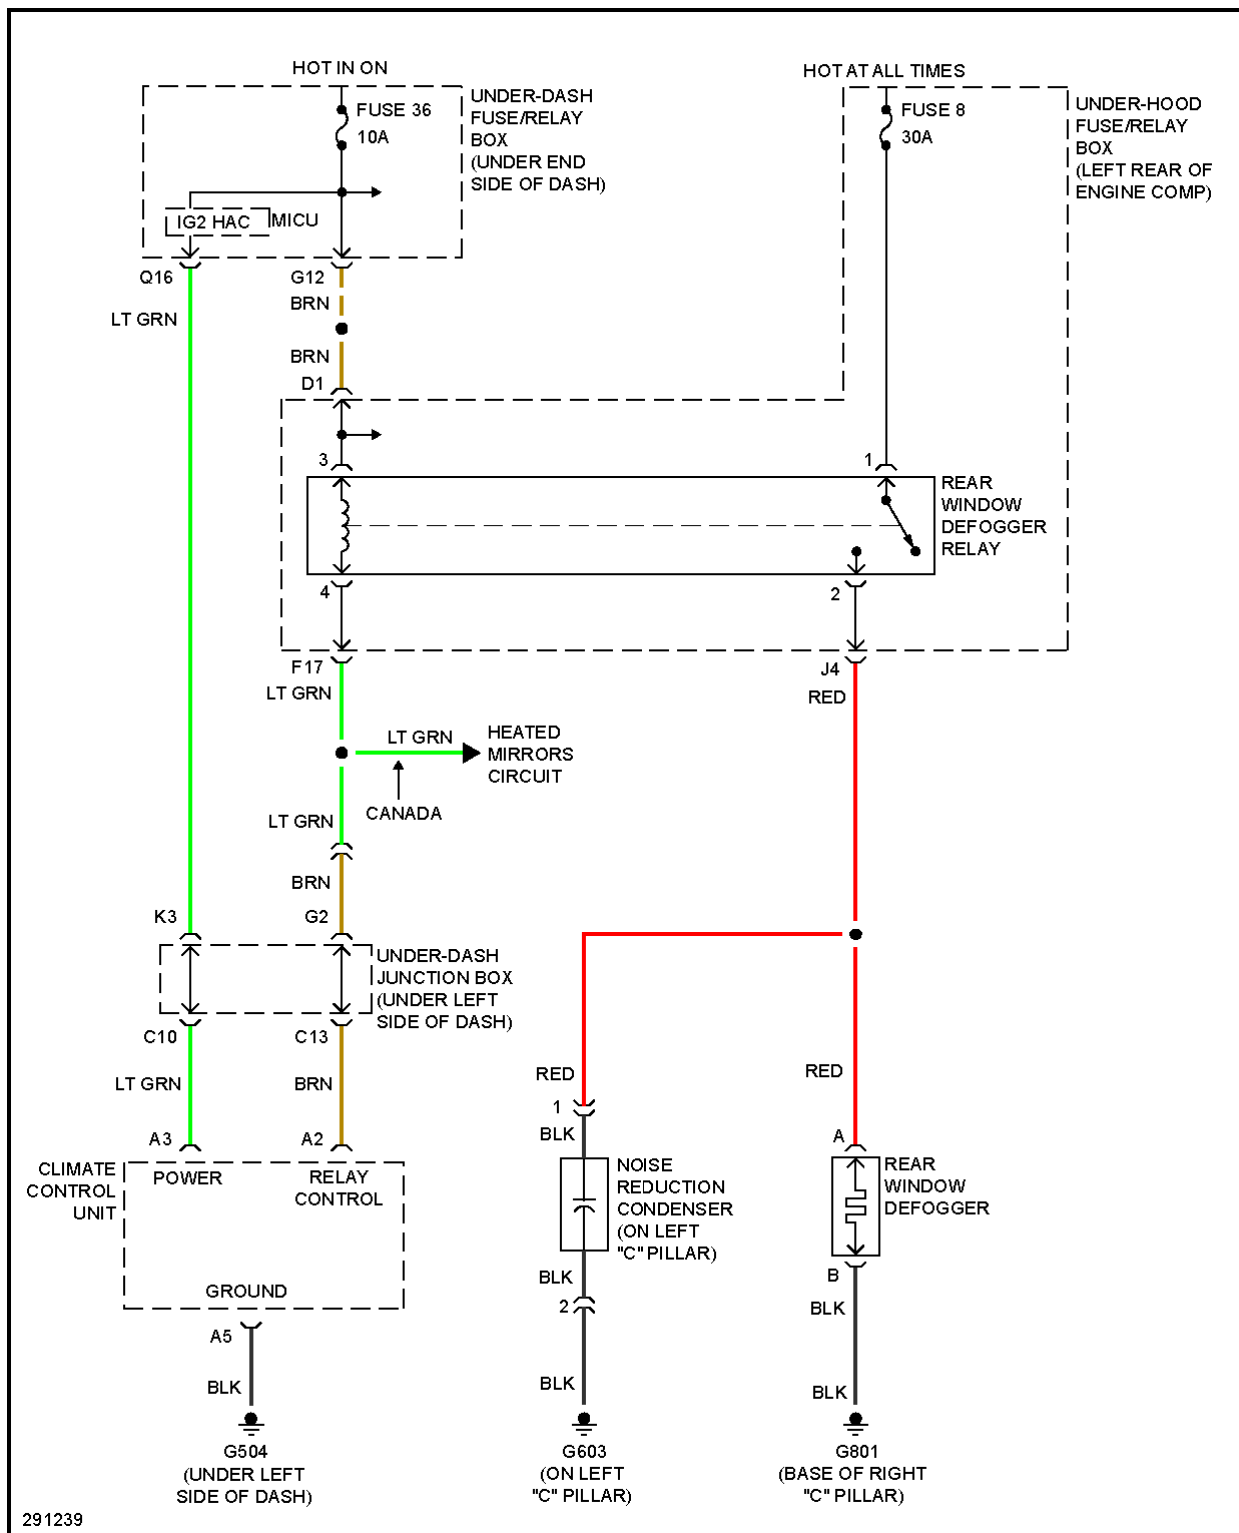 HOT IN ON
HOT AT ALL TIMES
FUSE 36
10A
UNDER-DASH
FUSE/RELAY
BOX
(UNDER END
SIDE OF DASH)
FUSE 8
30A
UNDER-HOOD
FUSE/RELAY
BOX
(LEFT REAR OF
ENGINE COMP)
IG2 HAC
MICU
Q16
G12
LT GRN
BRN
BRN
D1
3
1
REAR
WINDOW
DEFOGGER
RELAY
4
2
F17
J4
LT GRN
RED
LT GRN
HEATED
MIRRORS
CIRCUIT
CANADA
LT GRN
BRN
K3
G2
UNDER-DASH
JUNCTION BOX
(UNDER LEFT
SIDE OF DASH)
C10
C13
LT GRN
BRN
RED
RED
1
BLK
A3
A2
A
CLIMATE
CONTROL
UNIT
POWER
RELAY
CONTROL
NOISE
REDUCTION
CONDENSER
(ON LEFT
"C" PILLAR)
REAR
WINDOW
DEFOGGER
GROUND
BLK
2
B
BLK
A5
BLK
BLK
BLK
G504
(UNDER LEFT
SIDE OF DASH)
G603
(ON LEFT
"C" PILLAR)
G801
(BASE OF RIGHT
"C" PILLAR)
291239